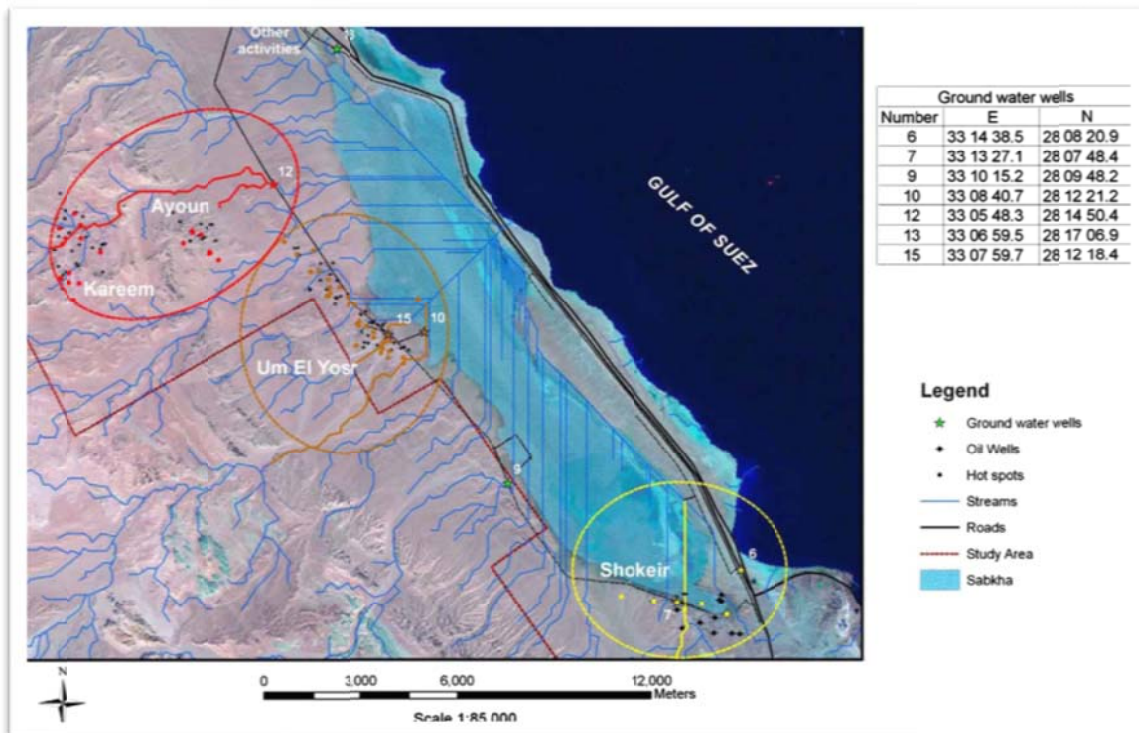 Other
activities
13
12
Ayoun
Kareem
15
10
Um El Yosr
9
Shokeir
6
7
GULF OF SUEZ
Ground water wells
Number E N
6 33 14 38.5 28 08 20.9
7 33 13 27.1 28 07 48.4
9 33 10 15.2 28 09 48.2
10 33 08 40.7 28 12 21.2
12 33 05 48.3 28 14 50.4
13 33 06 59.5 28 17 06.9
15 33 07 59.7 28 12 18.4
Legend
Ground water wells
Oil Wells
Hot spots
Streams
Roads
Study Area
Sabkha
N
0 3,000 6,000 12,000
Meters
Scale 1:85,000